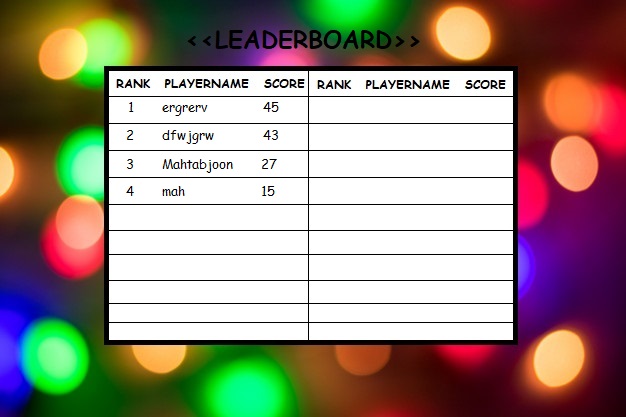 <<LEADERBOARD>>
RANK PLAYERNAME SCORE RANK PLAYERNAME SCORE
1 ergrerv 45
2 dfwjgrw 43
3 Mahtabjoon 27
4 mah 15